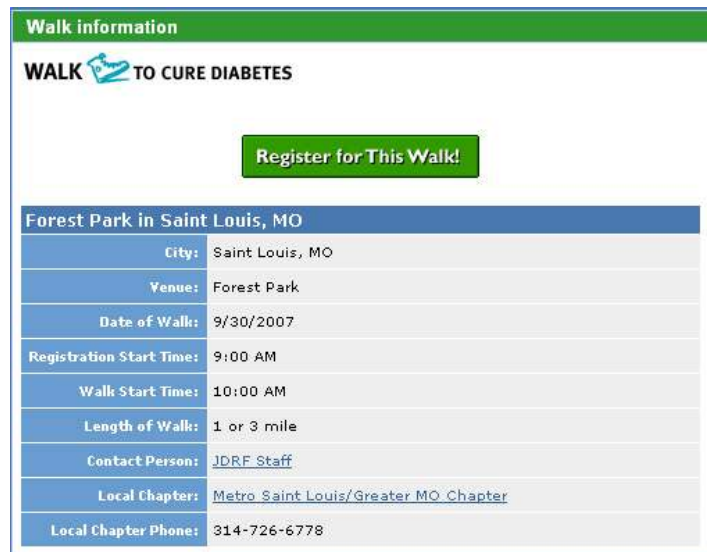 Walk information
WALK TO CURE DIABETES
Register for This Walk!
Forest Park in Saint Louis, MO
City: Saint Louis, MO
Venue: Forest Park
Date of Walk: 9/30/2007
Registration Start Time: 9:00 AM
Walk Start Time: 10:00 AM
Length of Walk: 1 or 3 mile
Contact Person: JDRF Staff
Local Chapter: Metro Saint Louis/Greater MO Chapter
Local Chapter Phone: 314-726-6778